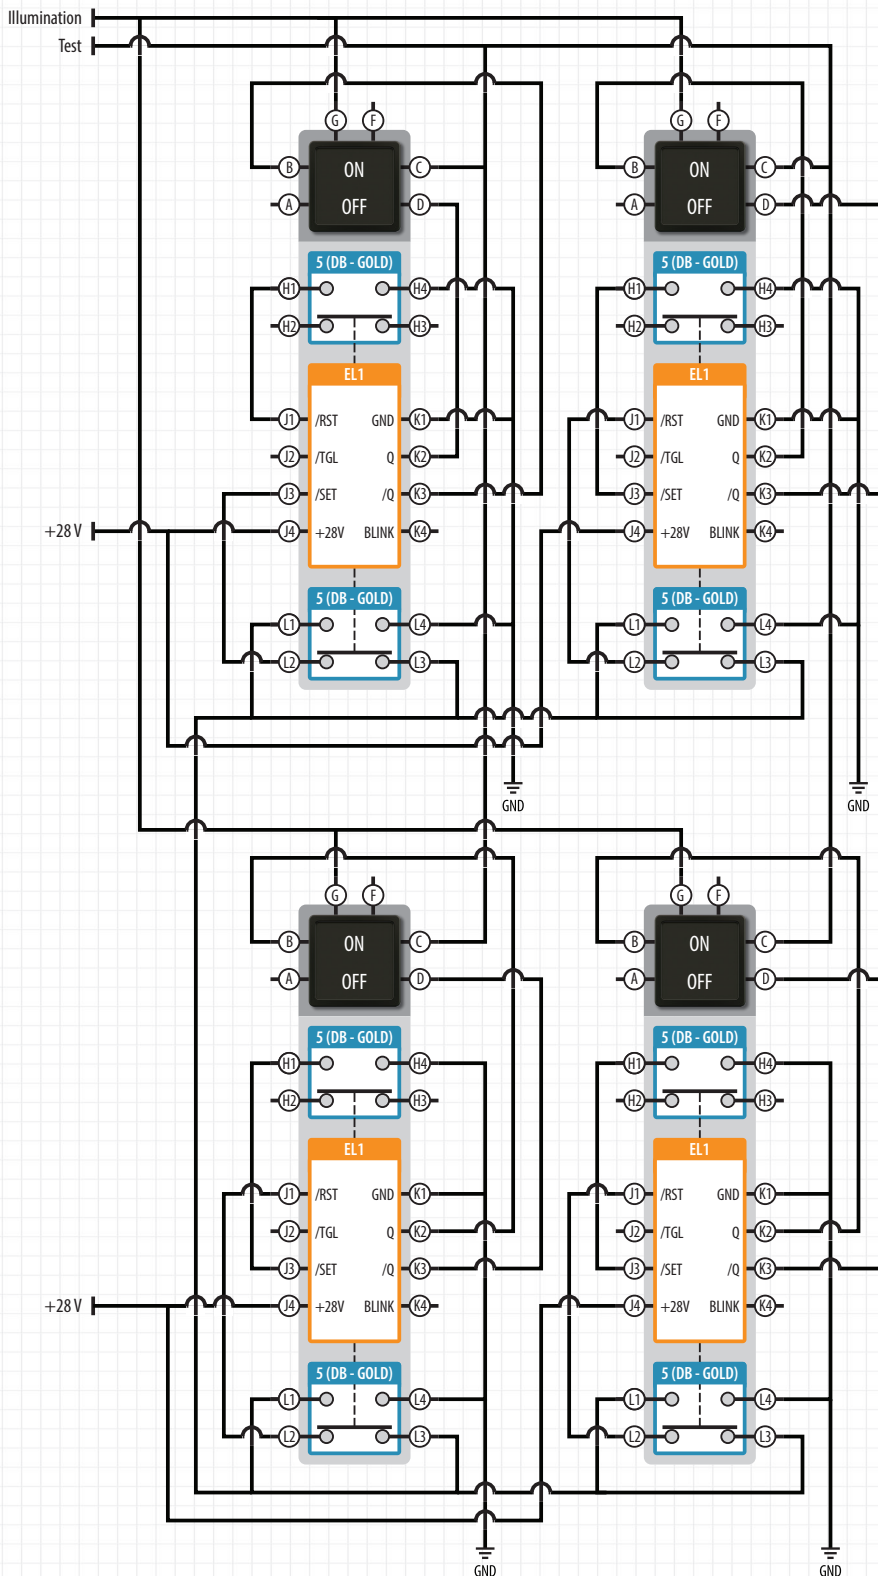 Illumination
Test
G F G F
B ON C B ON C
A OFF D A OFF D
5 (DB - GOLD) 5 (DB - GOLD)
H1 H4 H1 H4
H2 H3 H2 H3
EL1 EL1
J1 /RST GND K1 J1 /RST GND K1
J2 /TGL Q K2 J2 /TGL Q K2
J3 /SET /Q K3 J3 /SET /Q K3
+28 V J4 +28V BLINK K4 J4 +28V BLINK K4
5 (DB - GOLD) 5 (DB - GOLD)
L1 L4 L1 L4
L2 L3 L2 L3
GND GND
G F G F
B ON C B ON C
A OFF D A OFF D
5 (DB - GOLD) 5 (DB - GOLD)
H1 H4 H1 H4
H2 H3 H2 H3
EL1 EL1
J1 /RST GND K1 J1 /RST GND K1
J2 /TGL Q K2 J2 /TGL Q K2
J3 /SET /Q K3 J3 /SET /Q K3
+28 V J4 +28V BLINK K4 J4 +28V BLINK K4
5 (DB - GOLD) 5 (DB - GOLD)
L1 L4 L1 L4
L2 L3 L2 L3
GND GND